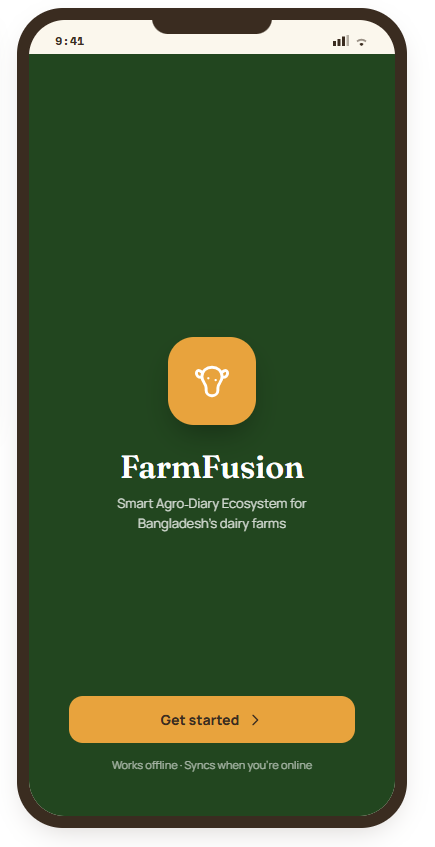 9:41
FarmFusion
Smart Agro-Diary Ecosystem for
Bangladesh's dairy farms
Get started
Works offline · Syncs when you're online